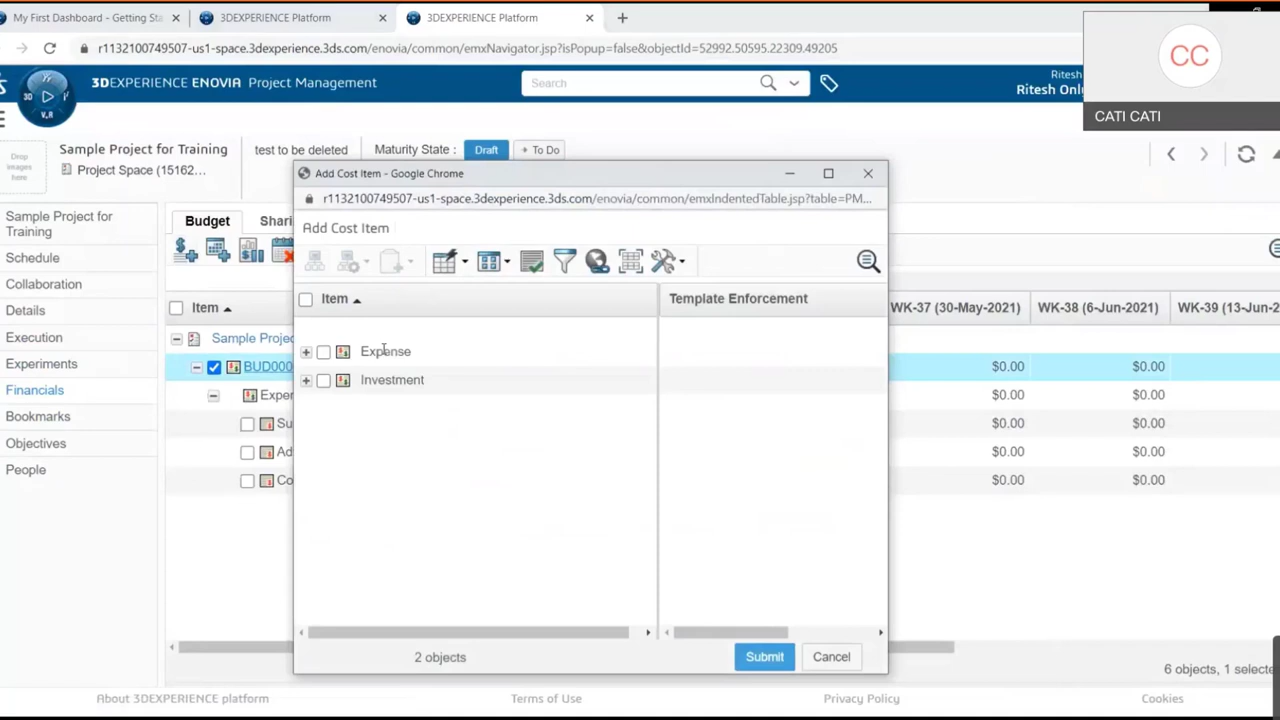 My First Dashboard - Getting Sta
3DEXPERIENCE Platform
3DEXPERIENCE Platform
r1132100749507-us1-space.3dexperience.3ds.com/enovia/common/emxNavigator.jsp?isPopup=false&objectId=52992.50595.22309.49205
CC
CATI CATI
3DEXPERIENCE ENOVIA Project Management
Search
Ritesh
Ritesh Onl
3D
V.R
Drop
images
here
Sample Project for Training
Project Space (15162...
test to be deleted
Maturity State :
Draft
To Do
Sample Project for
Training
Schedule
Collaboration
Details
Execution
Experiments
Financials
Bookmarks
Objectives
People
Budget
Shari
Item
WK-37 (30-May-2021)
WK-38 (6-Jun-2021)
WK-39 (13-Jun-2
Sample Projec
BUD000
$0.00
$0.00
Exper
$0.00
$0.00
Su
$0.00
$0.00
Ad
$0.00
$0.00
Co
$0.00
$0.00
Add Cost Item - Google Chrome
r1132100749507-us1-space.3dexperience.3ds.com/enovia/common/emxIndentedTable.jsp?table=PM...
Add Cost Item
Item
Template Enforcement
Expense
Investment
2 objects
Submit
Cancel
6 objects, 1 selecte
About 3DEXPERIENCE platform
Terms of Use
Privacy Policy
Cookies